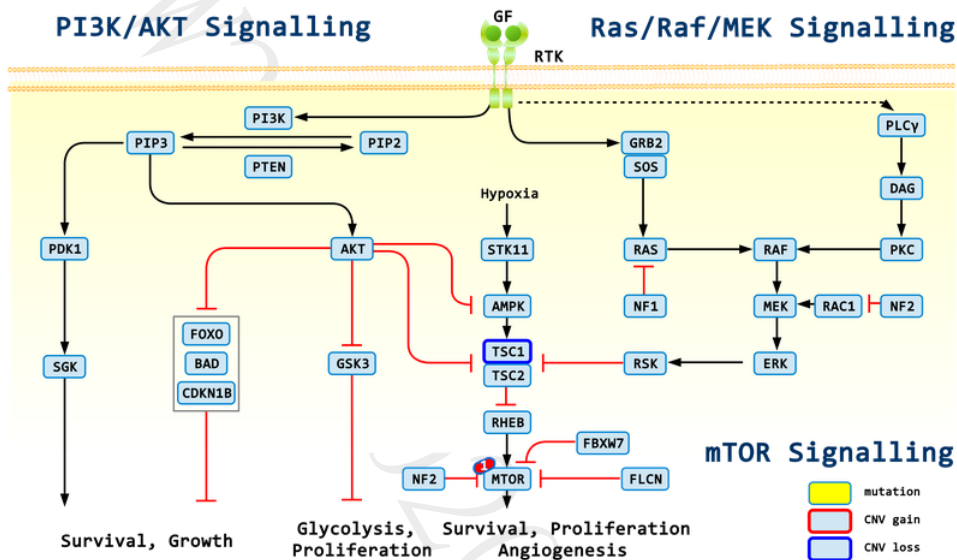 PI3K/AKT Signalling
GF
Ras/Raf/MEK Signalling
RTK
PI3K
PLCγ
PIP3
PIP2
GRB2
PTEN
SOS
DAG
Hypoxia
PDK1
AKT
STK11
RAS
RAF
PKC
AMPK
NF1
MEK
RAC1
NF2
FOXO
TSC1
BAD
GSK3
TSC2
RSK
ERK
SGK
CDKN1B
RHEB
FBXW7
mTOR Signalling
NF2
MTOR
FLCN
mutation
CNV gain
CNV loss
Survival, Growth
Glycolysis,
Proliferation
Survival, Proliferation
Angiogenesis